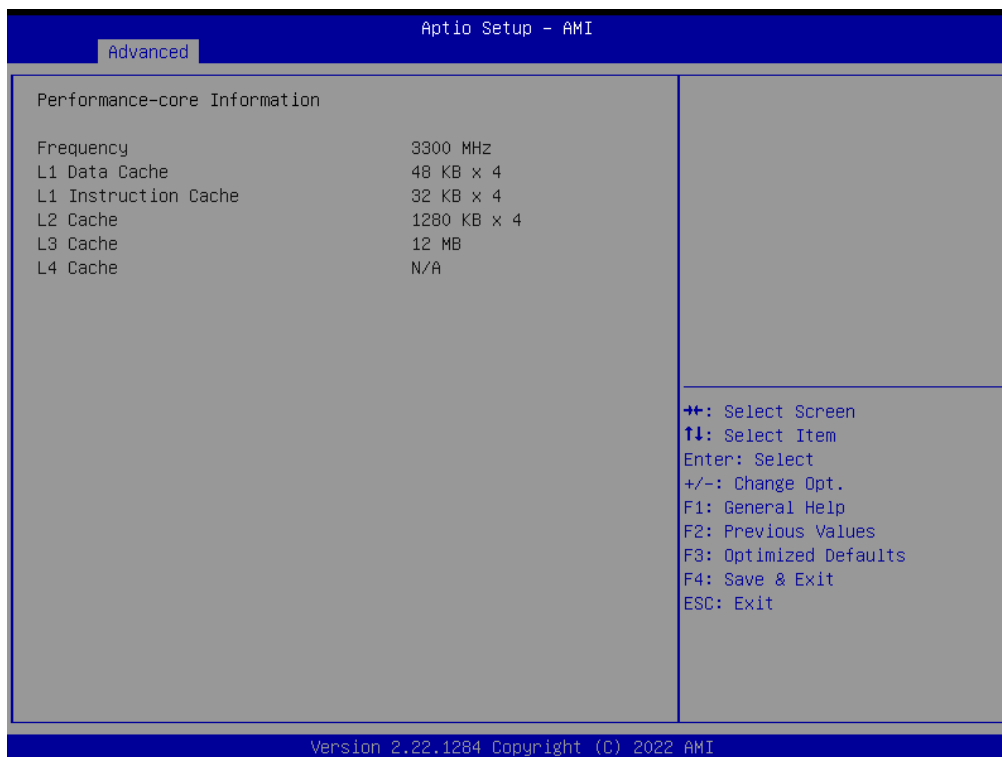 Aptio Setup – AMI
Advanced
Performance-core Information
Frequency 3300 MHz
L1 Data Cache 48 KB x 4
L1 Instruction Cache 32 KB x 4
L2 Cache 1280 KB x 4
L3 Cache 12 MB
L4 Cache N/A
→←: Select Screen
↑↓: Select Item
Enter: Select
+/-: Change Opt.
F1: General Help
F2: Previous Values
F3: Optimized Defaults
F4: Save & Exit
ESC: Exit
Version 2.22.1284 Copyright (C) 2022 AMI